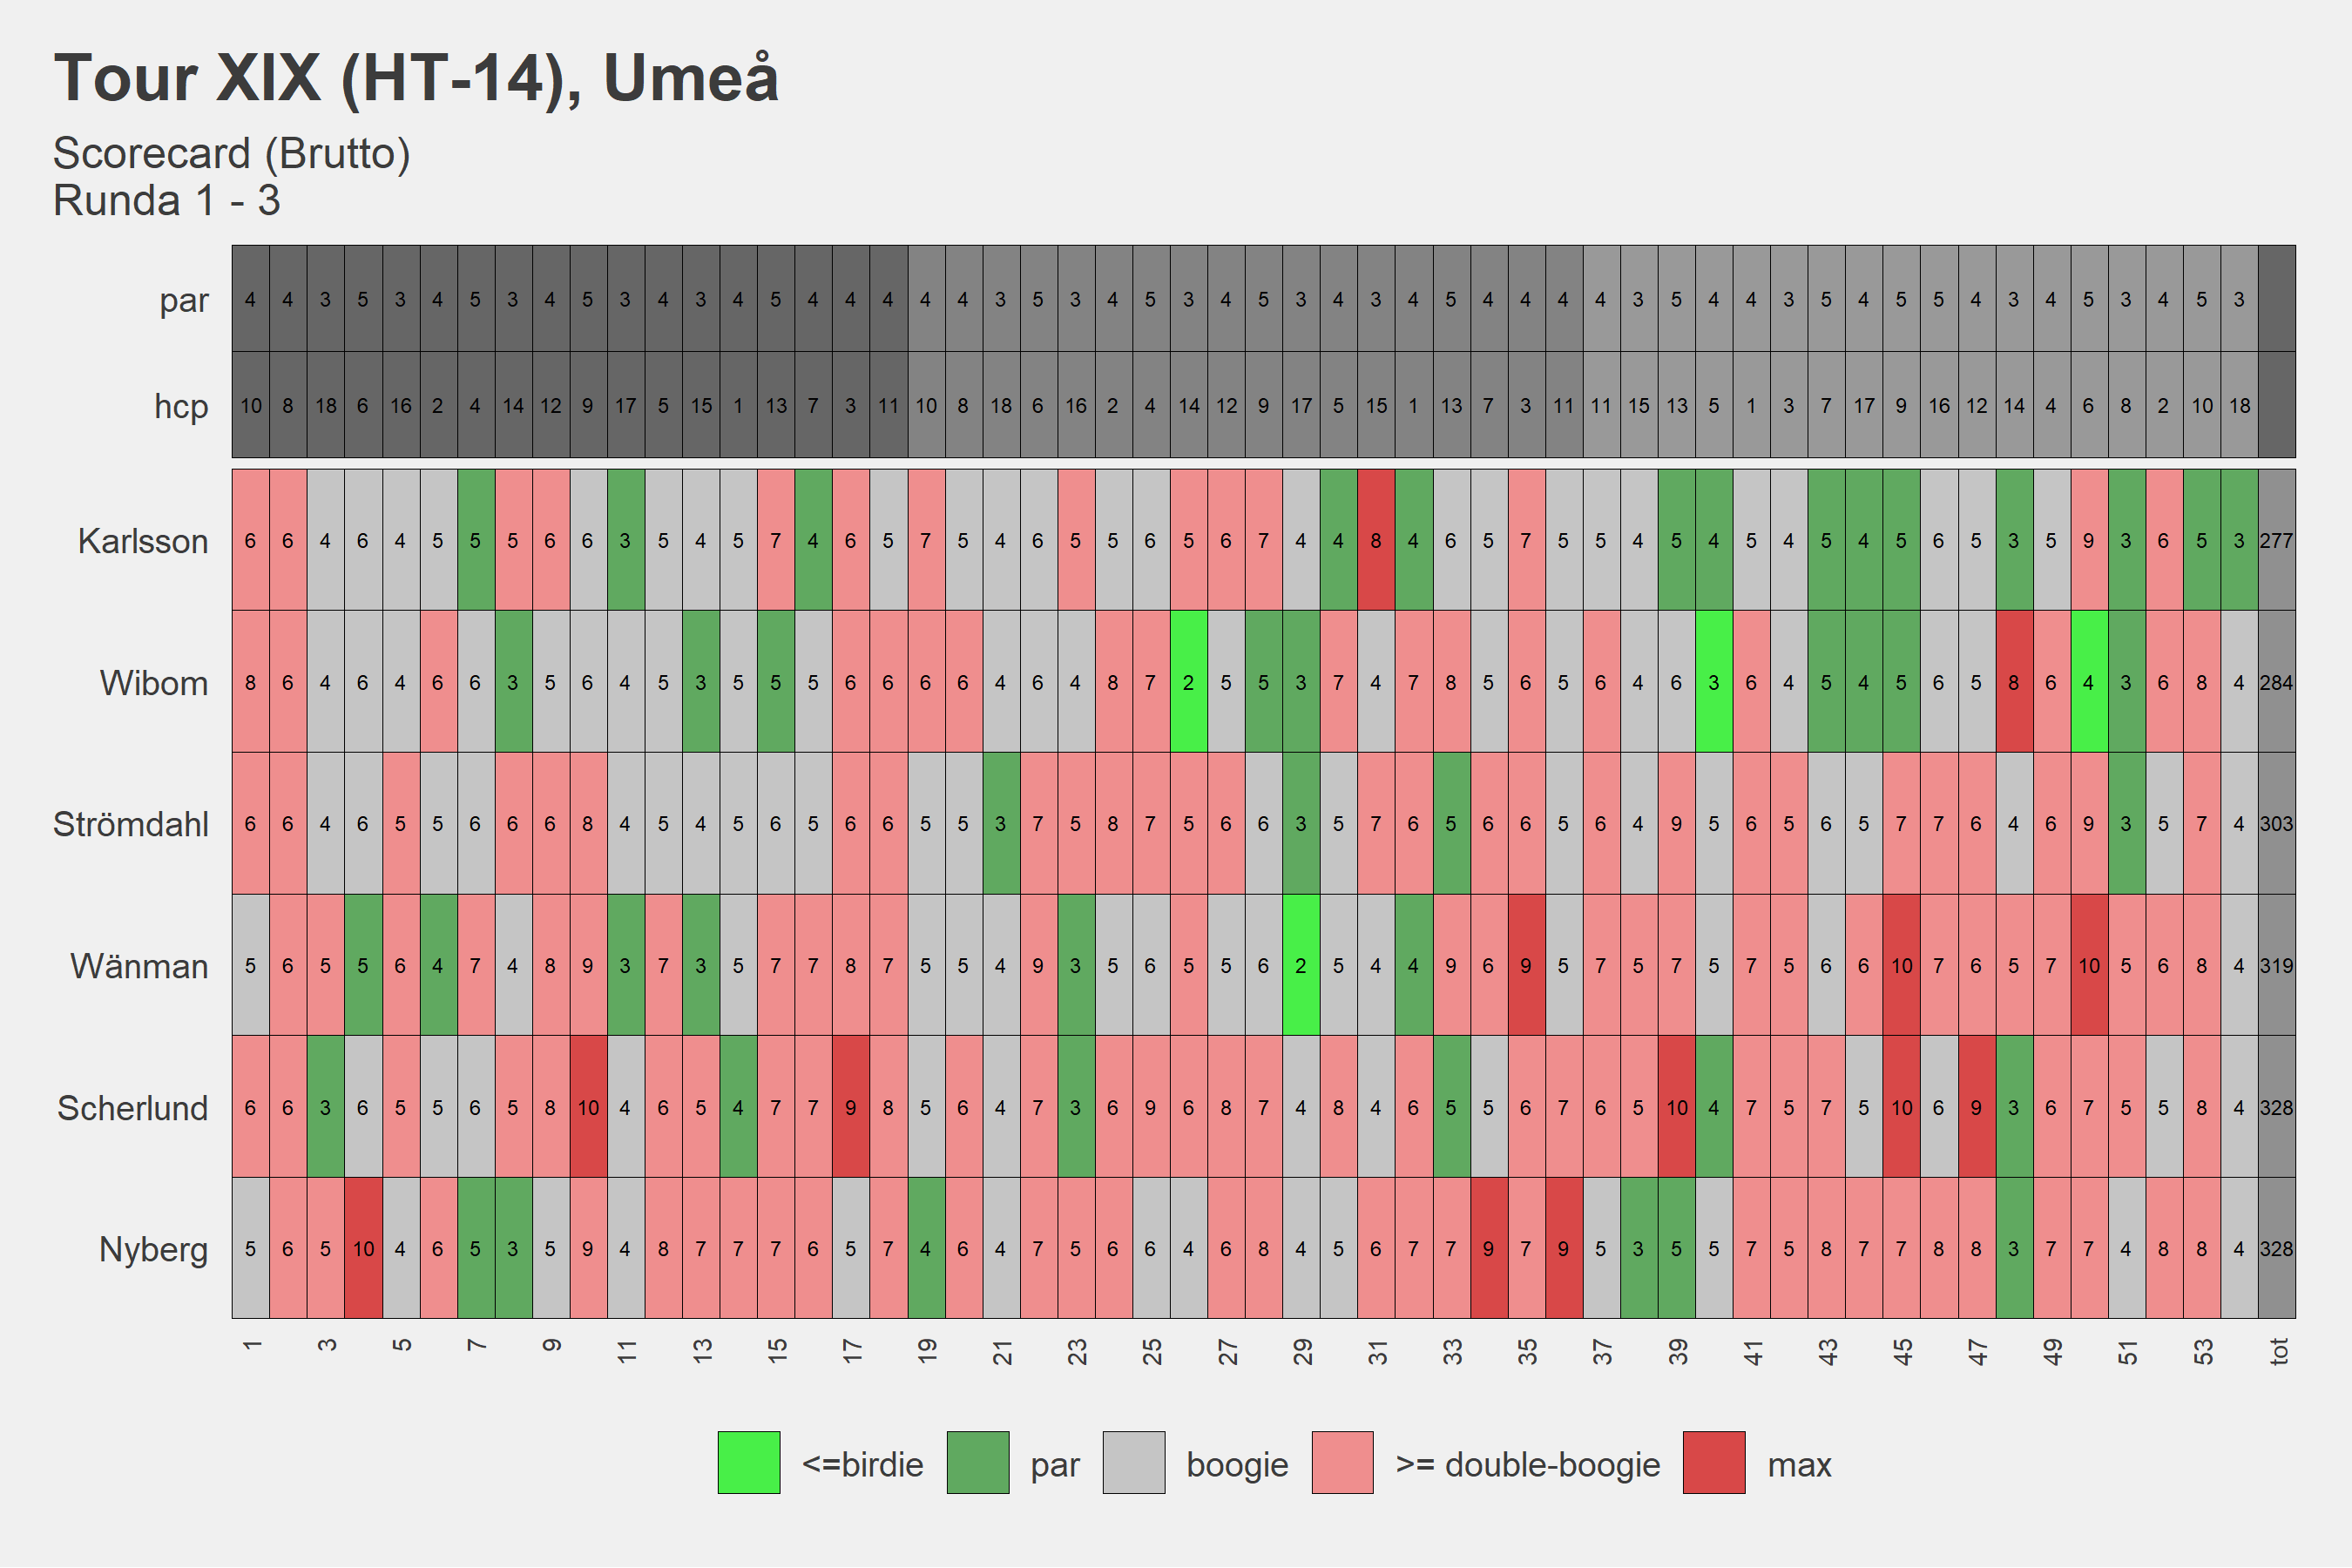 Tour XIX (HT-14), Umeå
Scorecard (Brutto)
Runda 1 - 3
par 4 4 3 5 3 4 5 3 4 5 3 4 3 4 5 4 4 4 4 4 3 5 3 4 5 3 4 5 3 4 3 4 5 4 4 4 4 3 5 4 4 3 5 4 5 5 4 3 4 5 3 4 5 3
hcp 10 8 18 6 16 2 4 14 12 9 17 5 15 1 13 7 3 11 10 8 18 6 16 2 4 14 12 9 17 5 15 1 13 7 3 11 11 15 13 5 1 3 7 17 9 16 12 14 4 6 8 2 10 18
Karlsson 6 6 4 6 4 5 5 5 6 6 3 5 4 5 7 4 6 5 7 5 4 6 5 5 6 5 6 7 4 4 8 4 6 5 7 5 5 4 5 4 5 4 5 4 5 6 5 3 5 9 3 6 5 3 277
Wibom 8 6 4 6 4 6 6 3 5 6 4 5 3 5 5 5 6 6 6 6 4 6 4 8 7 2 5 5 3 7 4 7 8 5 6 5 6 4 6 3 6 4 5 4 5 6 5 8 6 4 3 6 8 4 284
Strömdahl 6 6 4 6 5 5 6 6 6 8 4 5 4 5 6 5 6 6 5 5 3 7 5 8 7 5 6 6 3 5 7 6 5 6 6 5 6 4 9 5 6 5 6 5 7 7 6 4 6 9 3 5 7 4 303
Wänman 5 6 5 5 6 4 7 4 8 9 3 7 3 5 7 7 8 7 5 5 4 9 3 5 6 5 5 6 2 5 4 4 9 6 9 5 7 5 7 5 7 5 6 6 10 7 6 5 7 10 5 6 8 4 319
Scherlund 6 6 3 6 5 5 6 5 8 10 4 6 5 4 7 7 9 8 5 6 4 7 3 6 9 6 8 7 4 8 4 6 5 5 6 7 6 5 10 4 7 5 7 5 10 6 9 3 6 7 5 5 8 4 328
Nyberg 5 6 5 10 4 6 5 3 5 9 4 8 7 7 7 6 5 7 4 6 4 7 5 6 6 4 6 8 4 5 6 7 7 9 7 9 5 3 5 5 7 5 8 7 7 8 8 3 7 7 4 8 8 4 328
1 3 5 7 9 11 13 15 17 19 21 23 25 27 29 31 33 35 37 39 41 43 45 47 49 51 53 tot
<=birdie par boogie >= double-boogie max